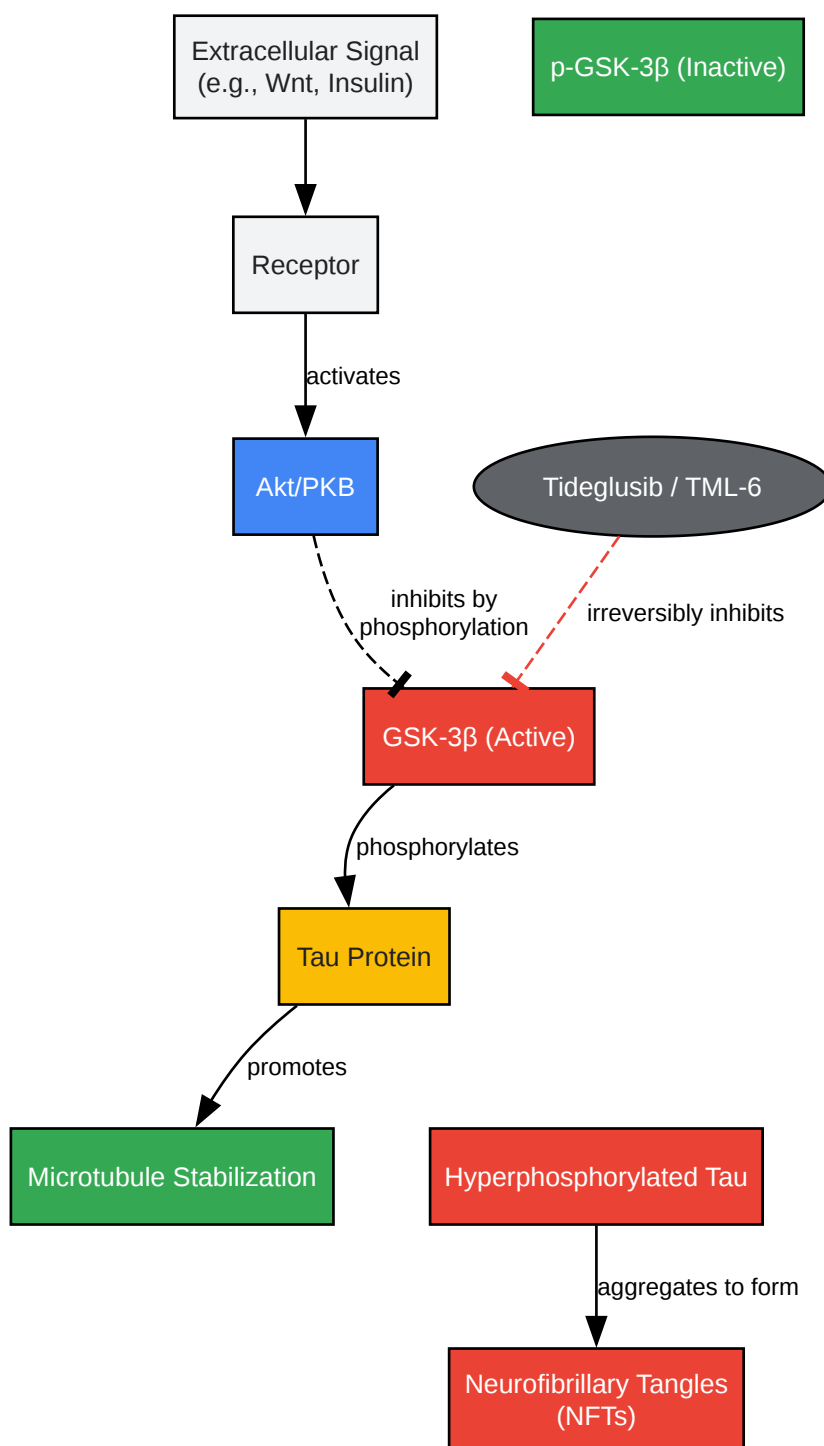 Extracellular Signal
(e.g., Wnt, Insulin)
p-GSK-3β (Inactive)
Receptor
activates
Akt/PKB
Tideglusib / TML-6
inhibits by
phosphorylation
irreversibly inhibits
GSK-3β (Active)
phosphorylates
Tau Protein
promotes
Microtubule Stabilization
Hyperphosphorylated Tau
aggregates to form
Neurofibrillary Tangles
(NFTs)